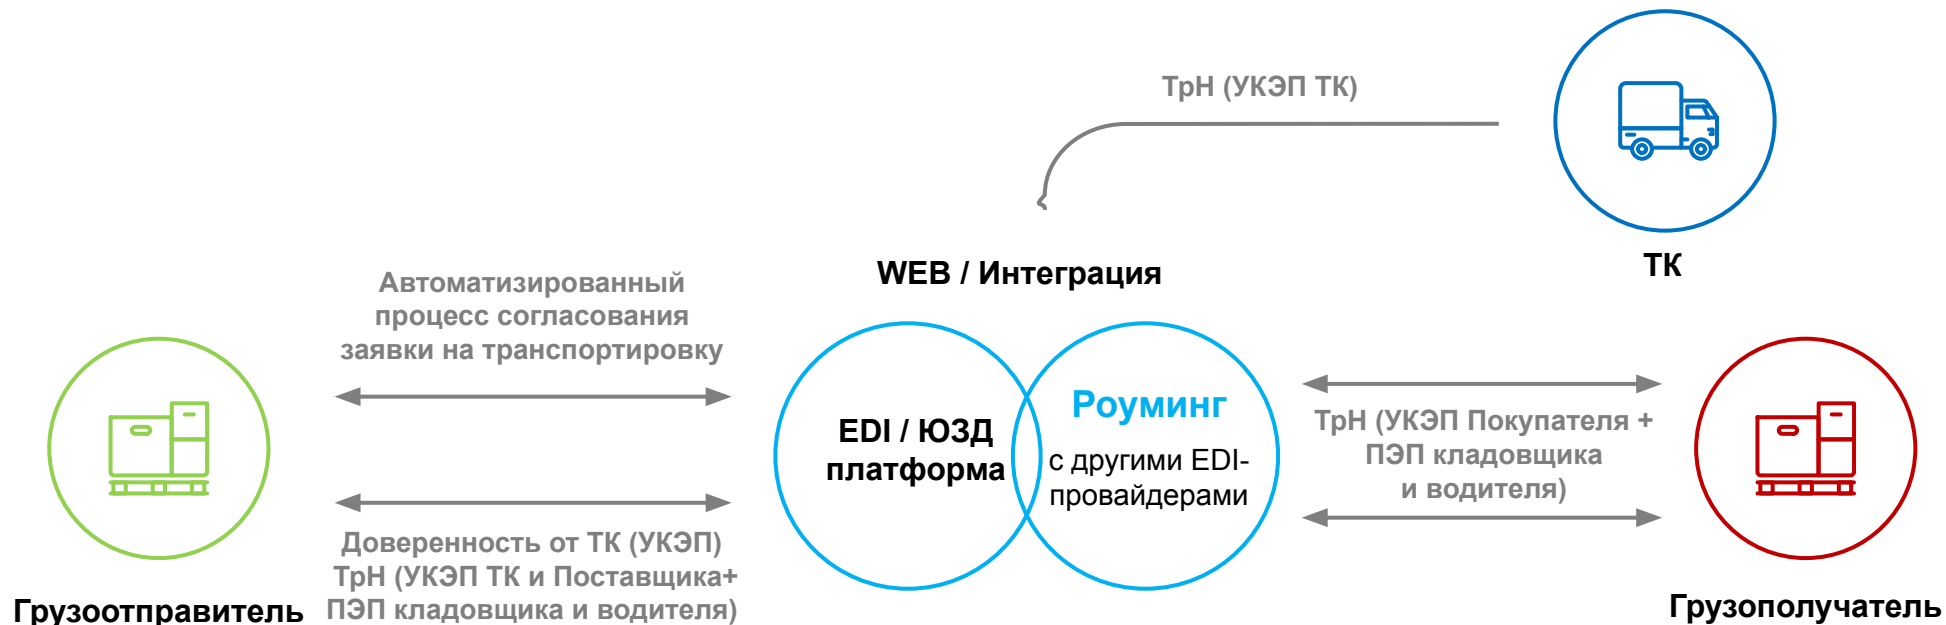 ТрН (УКЭП ТК)
ТК
WEB / Интеграция
Автоматизированный
процесс согласования
заявки на транспортировку
EDI / ЮЗД
платформа
Роуминг
с другими EDI-
провайдерами
ТрН (УКЭП Покупателя +
ПЭП кладовщика
и водителя)
Доверенность от ТК (УКЭП)
ТрН (УКЭП ТК и Поставщика+
ПЭП кладовщика и водителя)
Грузоотправитель
Грузополучатель